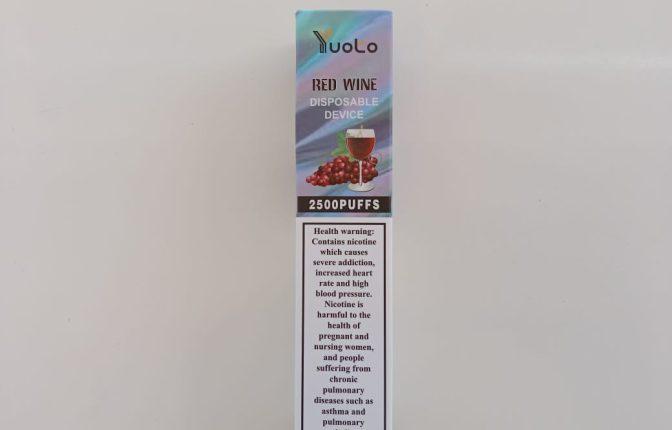 YuoLo
RED WINE
DISPOSABLE
DEVICE
2500PUFFS
Health warning:
Contains nicotine
which causes
severe addiction,
increased heart
rate and high
blood pressure.
Nicotine is
harmful to the
health of
pregnant and
nursing women,
and people
suffering from
chronic
pulmonary
diseases such as
asthma and
pulmonary